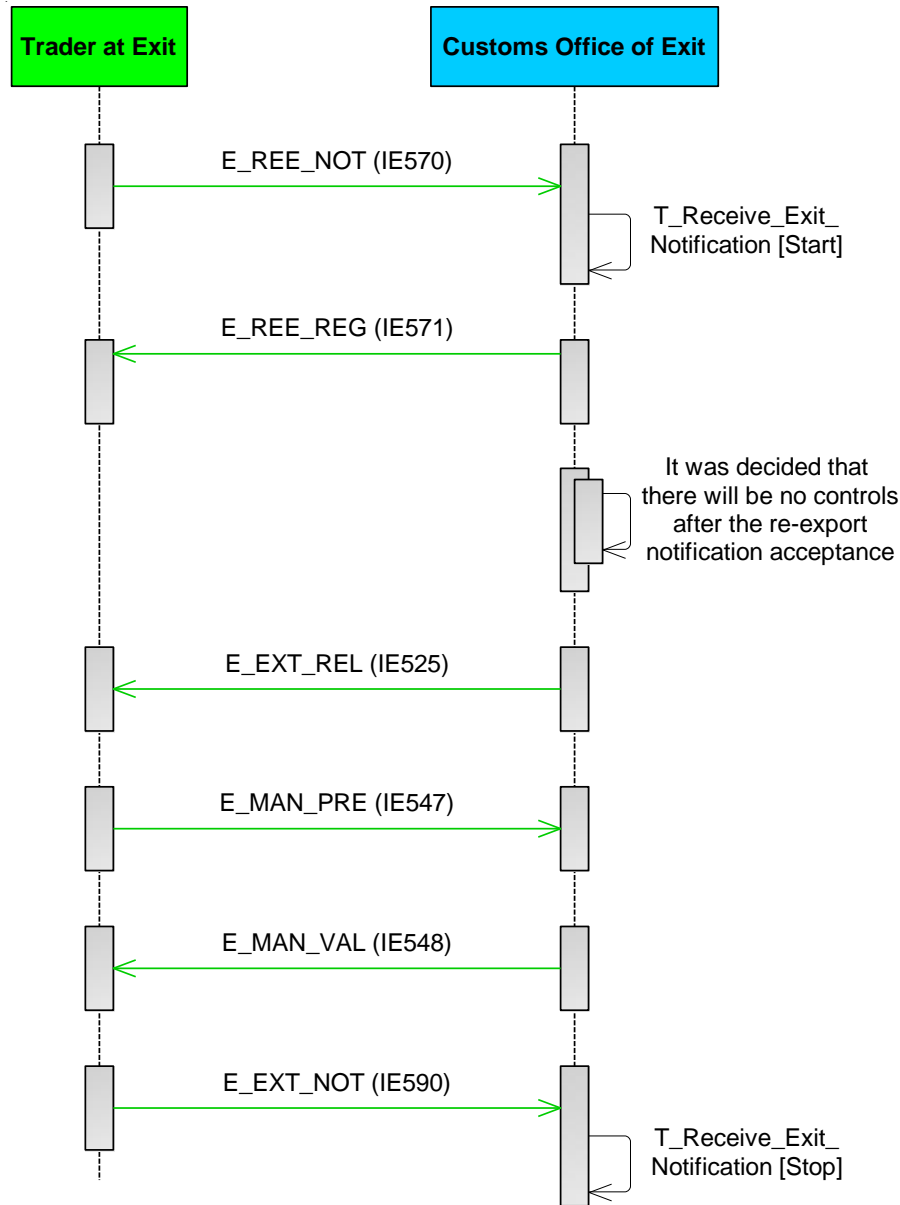 Trader at Exit
Customs Office of Exit
E_REE_NOT (IE570)
T_Receive_Exit_
Notification [Start]
E_REE_REG (IE571)
It was decided that
there will be no controls
after the re-export
notification acceptance
E_EXT_REL (IE525)
E_MAN_PRE (IE547)
E_MAN_VAL (IE548)
E_EXT_NOT (IE590)
T_Receive_Exit_
Notification [Stop]